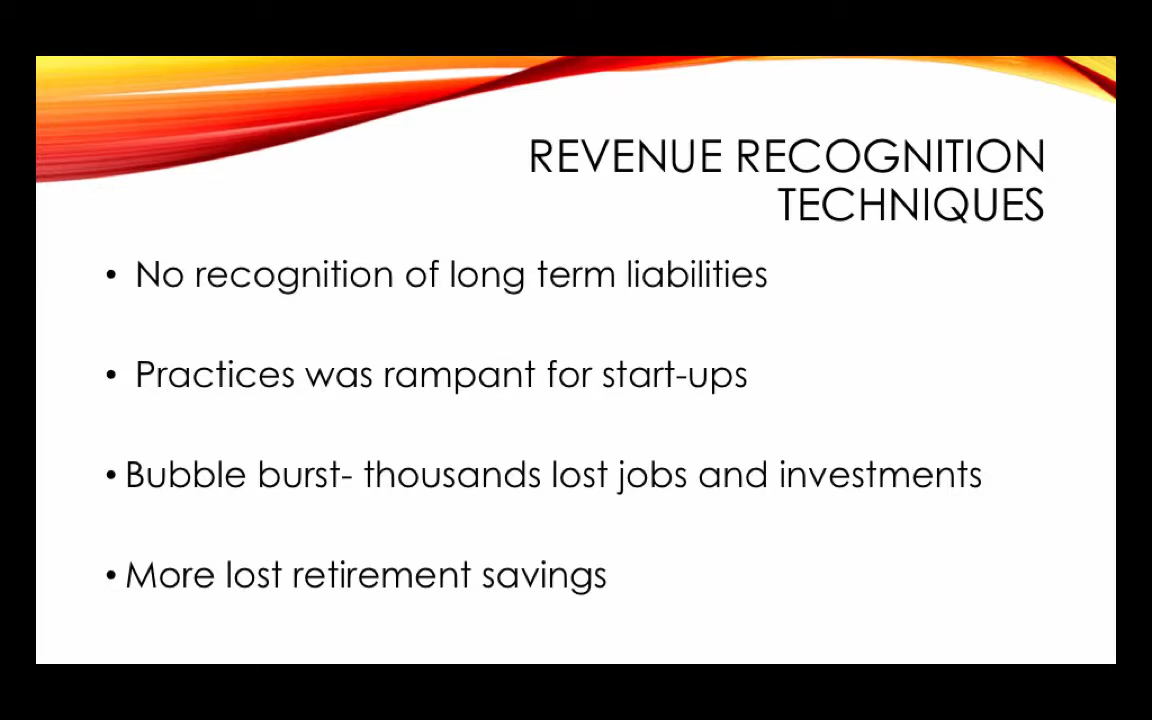 REVENUE RECOGNITION
TECHNIQUES
• No recognition of long term liabilities
• Practices was rampant for start-ups
• Bubble burst- thousands lost jobs and investments
• More lost retirement savings